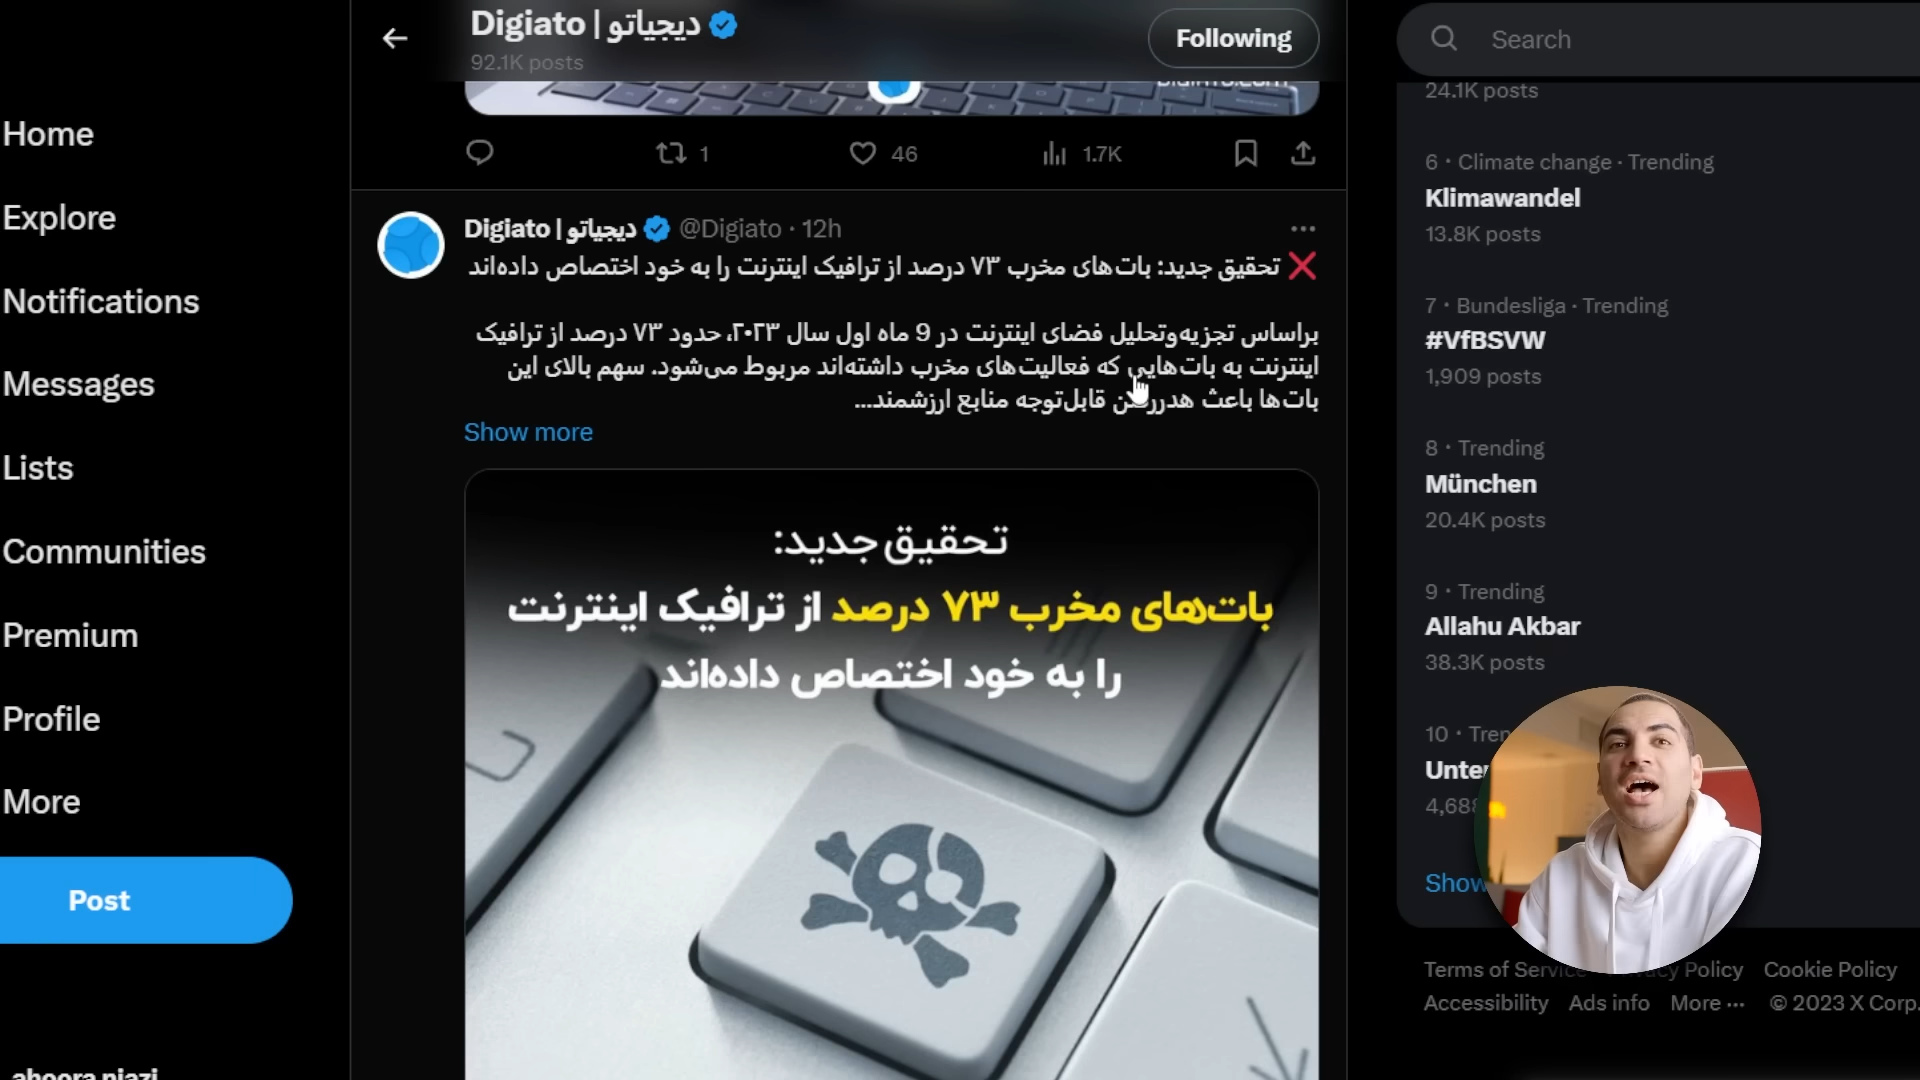 Home
Explore
Notifications
Messages
Lists
Communities
Premium
Profile
More
Post
Digiato | دیجیاتو
92.1K posts
Following
1
46
1.7K
Digiato | دیجیاتو @Digiato · 12h
❌ تحقیق جدید: بات‌های مخرب ۷۳ درصد از ترافیک اینترنت را به خود اختصاص داده‌اند
براساس تجزیه‌وتحلیل فضای اینترنت در 9 ماه اول سال ۲۰۲۳، حدود ۷۳ درصد از ترافیک
اینترنت به بات‌هایی که فعالیت‌های مخرب داشته‌اند مربوط می‌شود. سهم بالای این
بات‌ها باعث قابل‌توجه منابع ارزشمند...
Show more
تحقیق جدید:
بات‌های مخرب ۷۳ درصد از ترافیک اینترنت
را به خود اختصاص داده‌اند
Search
24.1K posts
6 · Climate change · Trending
Klimawandel
13.8K posts
7 · Bundesliga · Trending
#VfBSVW
1,909 posts
8 · Trending
München
20.4K posts
9 · Trending
Allahu Akbar
38.3K posts
10 ·
Show
Terms of Policy Cookie Policy
Accessibility Ads info More ··· © 2023 X Corp.